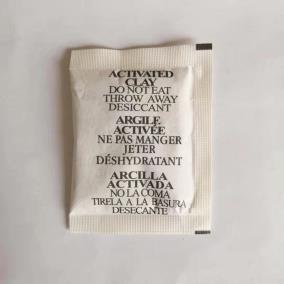 ACTIVATED
CLAY
DO NOT EAT
THROW AWAY
DESICCANT
ARGILE
ACTIVÉE
NE PAS MANGER
JETER
DÉSHYDRATANT
ARCILLA
ACTIVADA
NO LA COMA
TIRELA A LA BASURA
DESECANTE